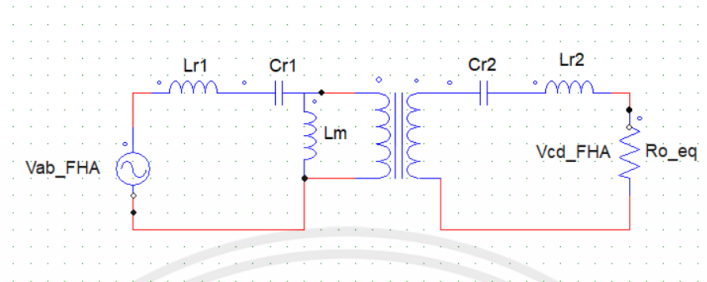 Lr1
Cr1
Cr2
Lr2
Lm
Vab_FHA
Vcd_FHA
Ro_eq